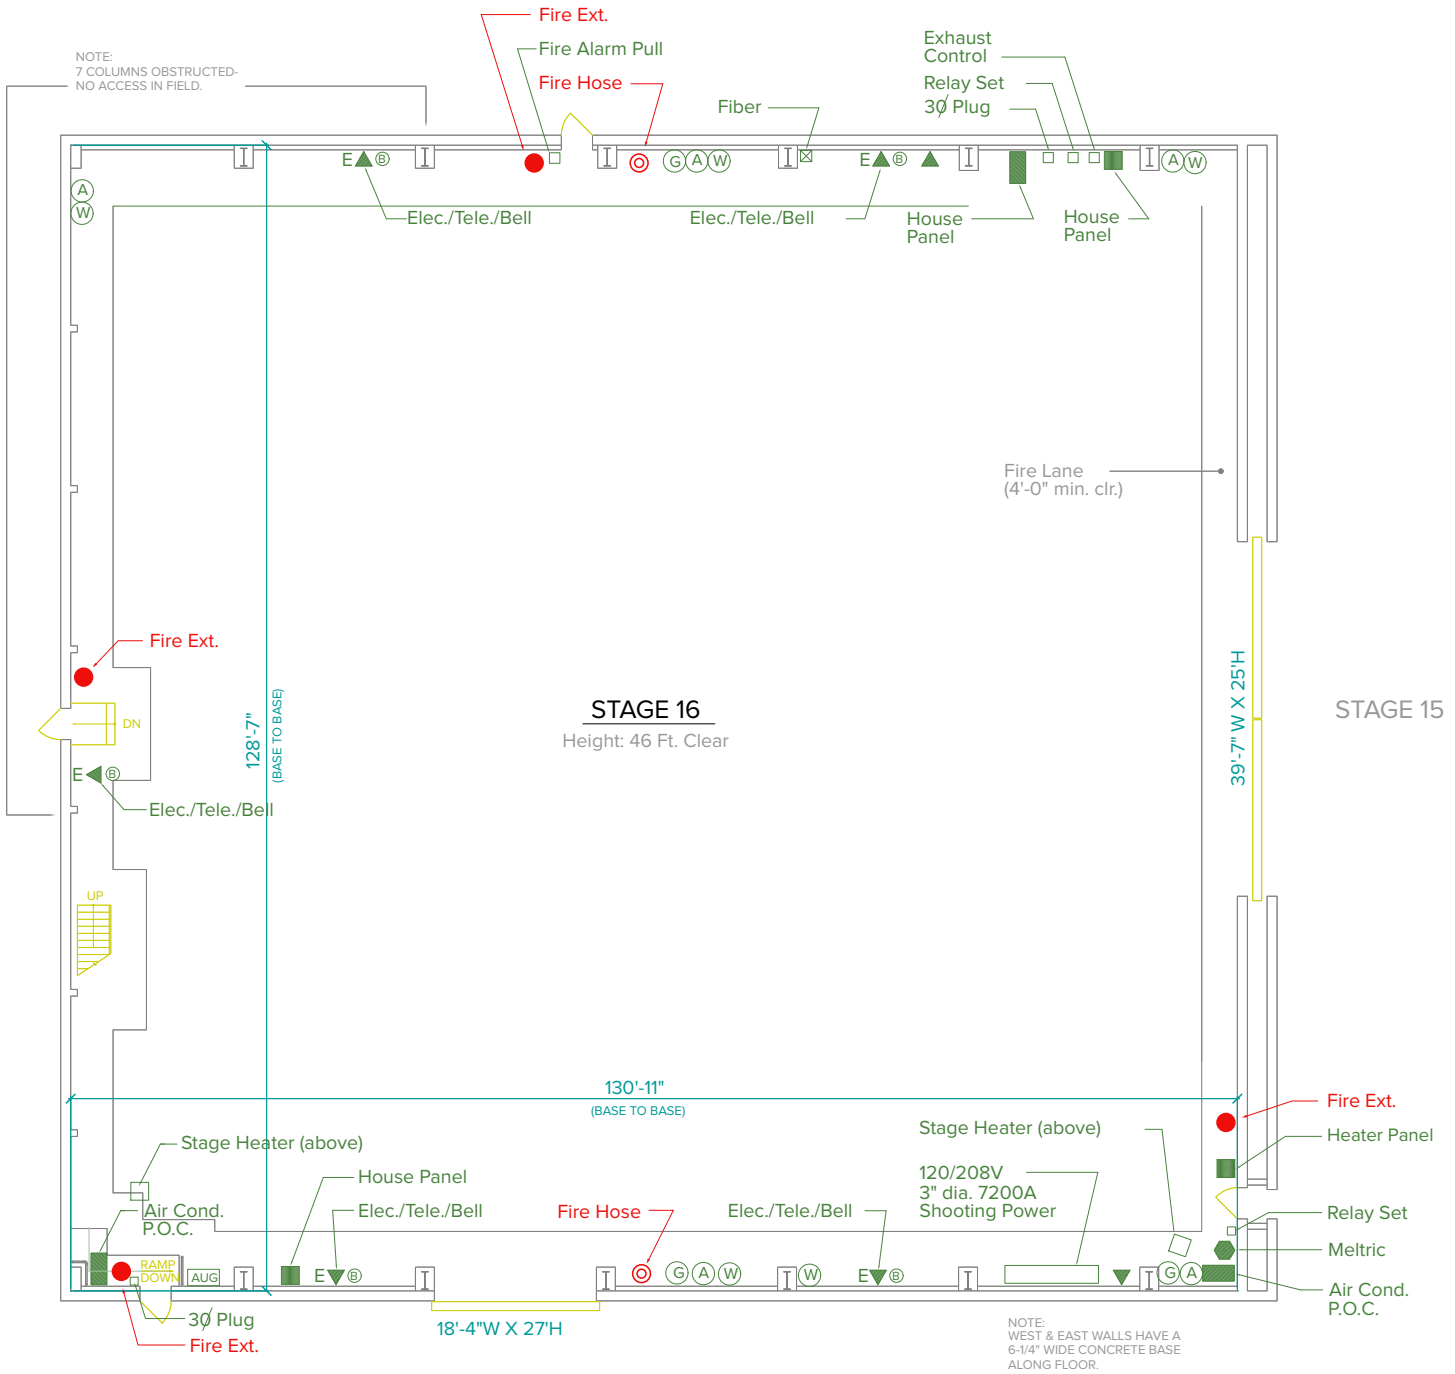 Fire Ext.
Fire Alarm Pull
Fire Hose
Exhaust
Control
Relay Set
30 Plug
Fiber
NOTE:
7 COLUMNS OBSTRUCTED-
NO ACCESS IN FIELD.
E B
G A W
E B
A W
A
W
Elec./Tele./Bell
Elec./Tele./Bell
House
Panel
House
Panel
Fire Lane
(4'-0" min. clr.)
Fire Ext.
DN
128'-7"
(BASE TO BASE)
STAGE 16
Height: 46 Ft. Clear
39'-7" W X 25'H
STAGE 15
E B
Elec./Tele./Bell
UP
130'-11"
(BASE TO BASE)
Fire Ext.
Heater Panel
Stage Heater (above)
Stage Heater (above)
House Panel
120/208V
3" dia. 7200A
Shooting Power
Air Cond.
P.O.C.
Elec./Tele./Bell
Fire Hose
Elec./Tele./Bell
Relay Set
Meltric
RAMP
DOWN
AUG
E B
G A W
W
E B
G A
Air Cond.
P.O.C.
30 Plug
Fire Ext.
18'-4"W X 27'H
NOTE:
WEST & EAST WALLS HAVE A
6-1/4" WIDE CONCRETE BASE
ALONG FLOOR.